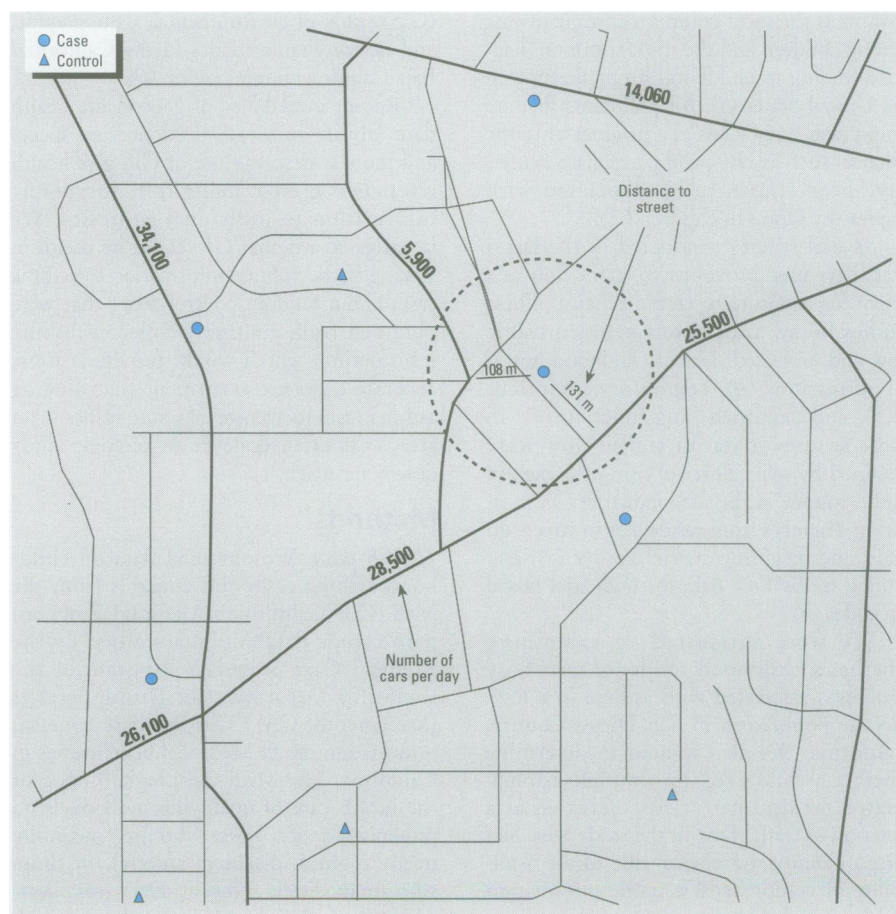 Case
Control
14,060
Distance to
street
34,100
5,900
25,500
108 m
131 m
28,500
Number of
cars per day
26,100